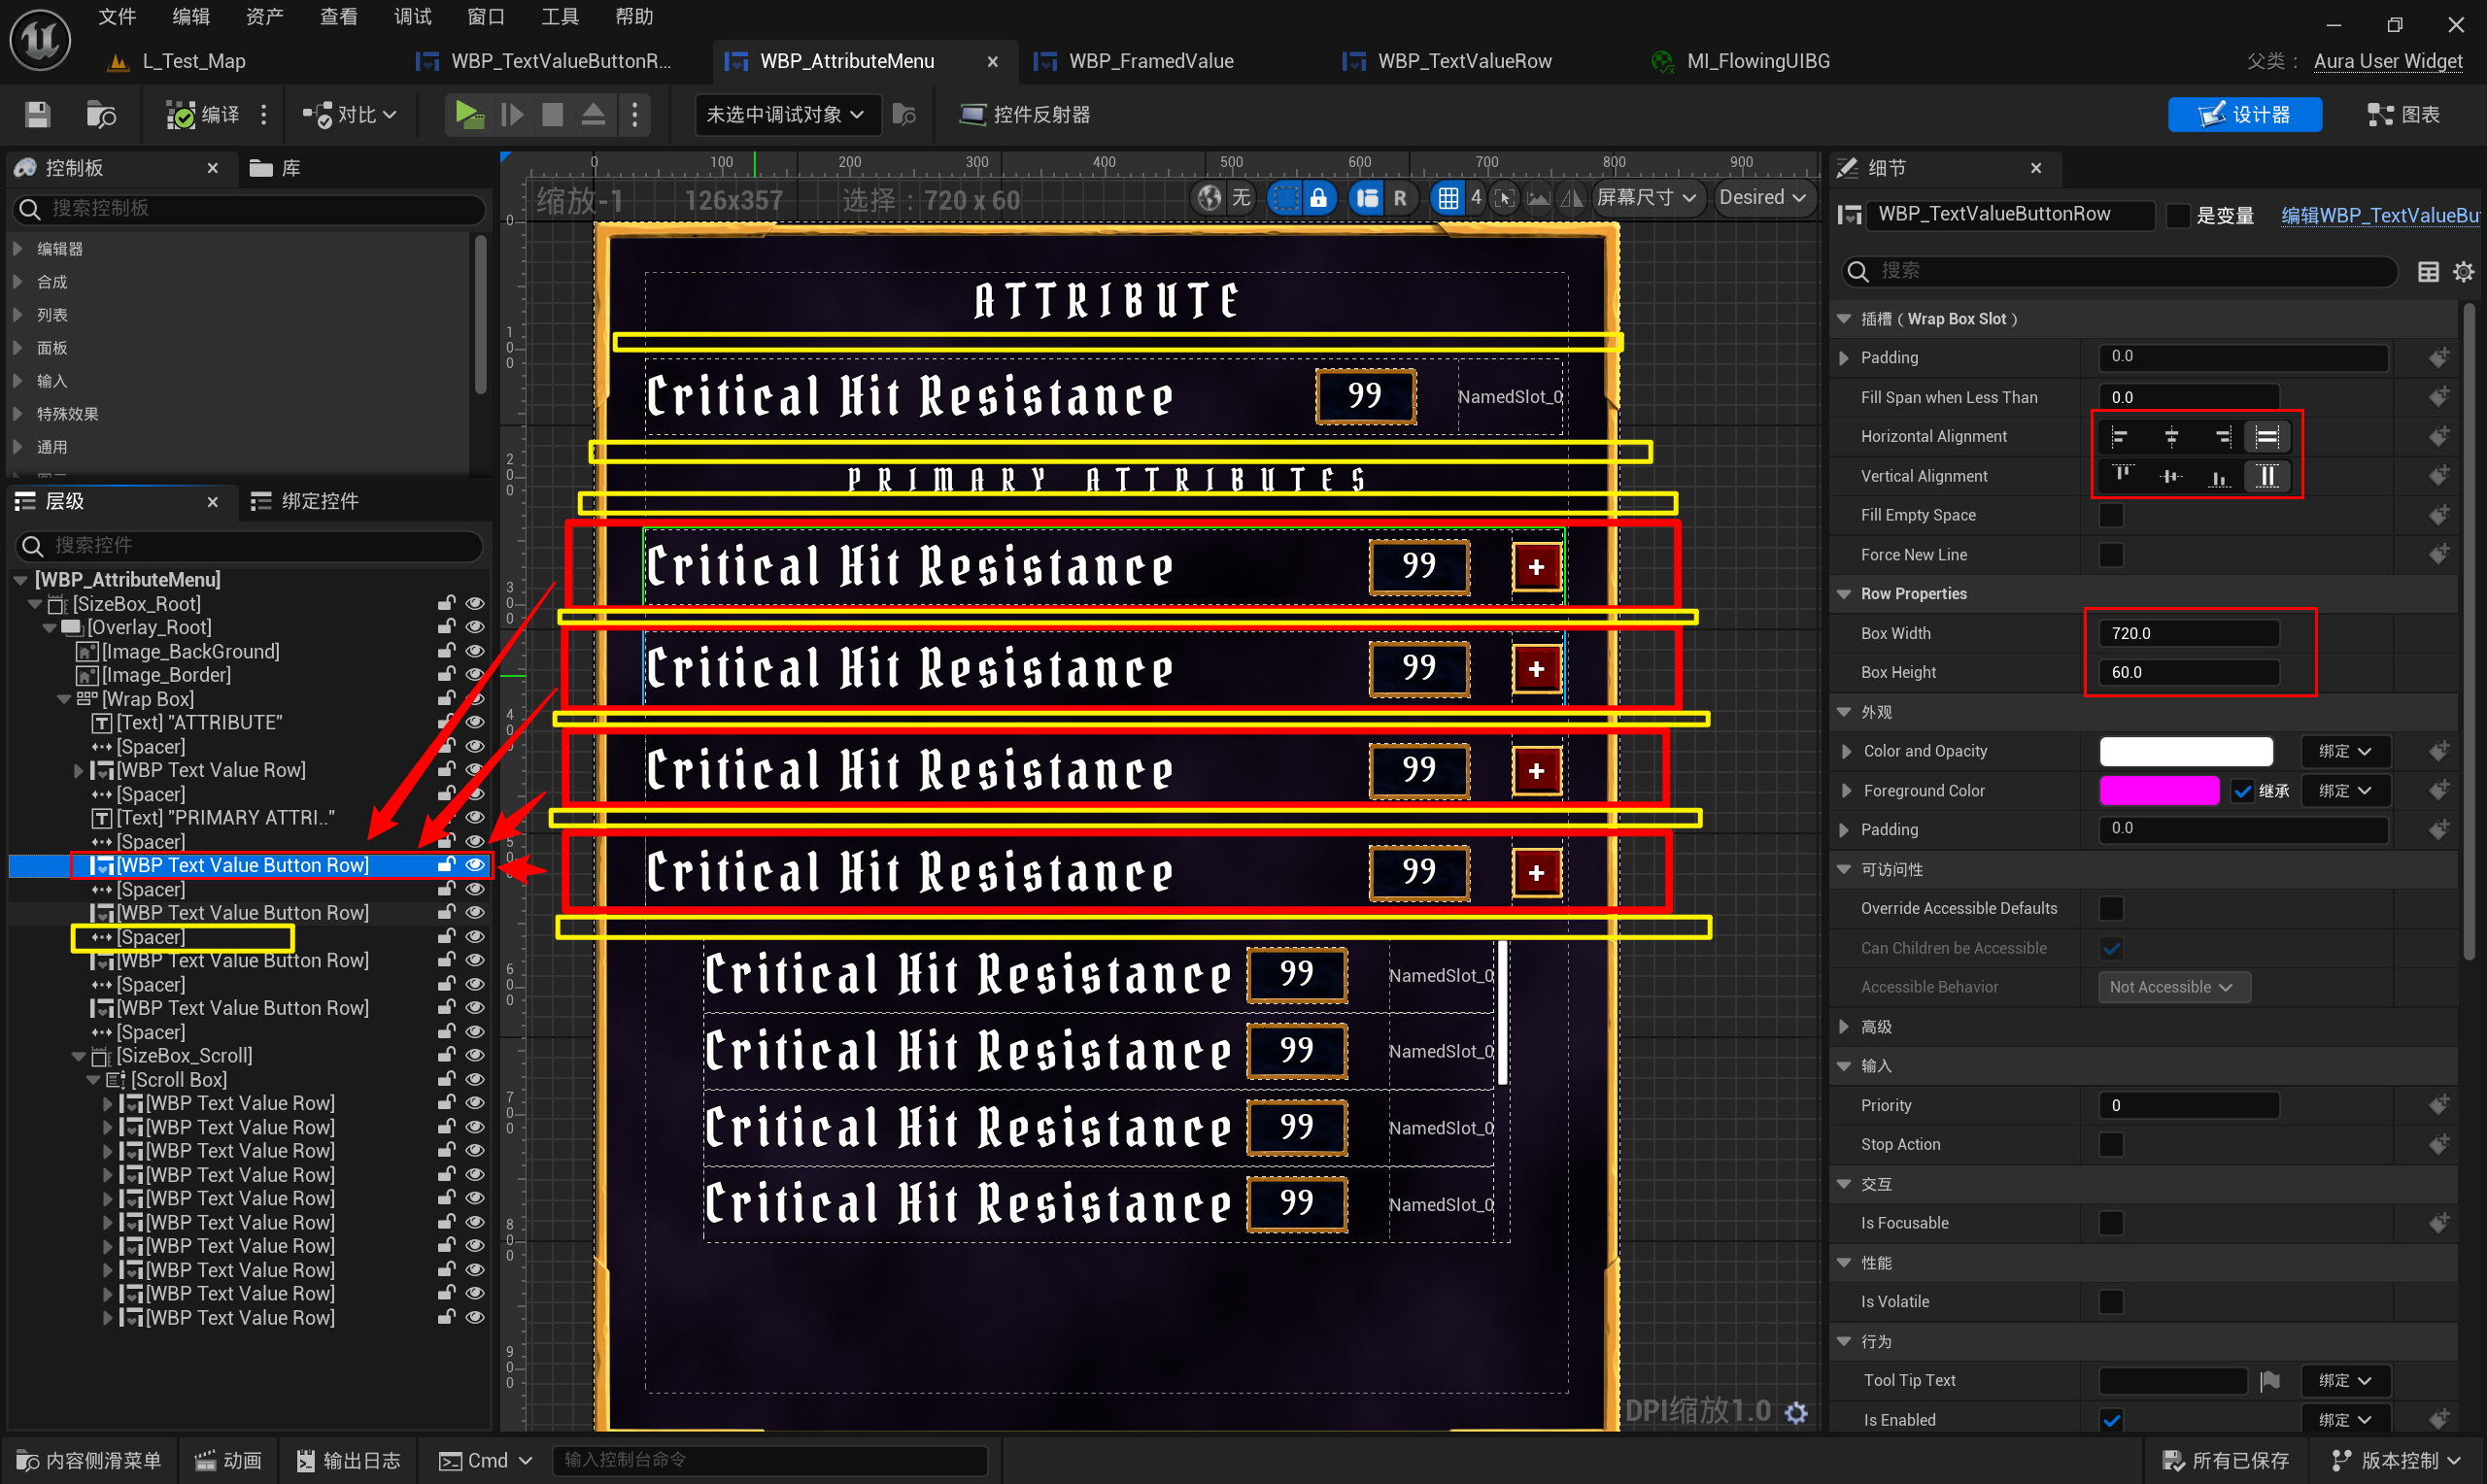 文件 编辑 资产 查看 调试 窗口 工具 帮助
L_Test_Map WBP_TextValueButtonR... WBP_AttributeMenu WBP_FramedValue WBP_TextValueRow MI_FlowingUIBG 父类： Aura User Widget
编译 对比 未选中调试对象 控件反射器 设计器 图表
控制板 库
搜索控制板
编辑器
合成
列表
面板
输入
特殊效果
通用
层级 绑定控件
搜索控件
[WBP_AttributeMenu]
[SizeBox_Root]
[Overlay_Root]
[Image_BackGround]
[Image_Border]
[Wrap Box]
[Text] "ATTRIBUTE"
[Spacer]
[WBP Text Value Row]
[Spacer]
[Text] "PRIMARY ATTRI.."
[Spacer]
[WBP Text Value Button Row]
[Spacer]
[WBP Text Value Button Row]
[Spacer]
[WBP Text Value Button Row]
[Spacer]
[WBP Text Value Button Row]
[Spacer]
[SizeBox_Scroll]
[Scroll Box]
[WBP Text Value Row]
[WBP Text Value Row]
[WBP Text Value Row]
[WBP Text Value Row]
[WBP Text Value Row]
[WBP Text Value Row]
[WBP Text Value Row]
[WBP Text Value Row]
[WBP Text Value Row]
[WBP Text Value Row]
0 100 200 300 400 500 600 700 800 900
缩放-1 126x357 选择：720 x 60 无 R 4 屏幕尺寸 Desired
0
100
200
300
400
500
600
700
800
900
ATTRIBUTE
Critical Hit Resistance 99 NamedSlot_0
PRIMARY ATTRIBUTES
Critical Hit Resistance 99 +
Critical Hit Resistance 99 +
Critical Hit Resistance 99 +
Critical Hit Resistance 99 +
Critical Hit Resistance 99 NamedSlot_0
Critical Hit Resistance 99 NamedSlot_0
Critical Hit Resistance 99 NamedSlot_0
Critical Hit Resistance 99 NamedSlot_0
DPI缩放1.0
细节
WBP_TextValueButtonRow 是变量 编辑WBP_TextValueBu
搜索
插槽（Wrap Box Slot）
Padding 0.0
Fill Span when Less Than 0.0
Horizontal Alignment
Vertical Alignment
Fill Empty Space
Force New Line
Row Properties
Box Width 720.0
Box Height 60.0
外观
Color and Opacity 绑定
Foreground Color 继承 绑定
Padding 0.0
可访问性
Override Accessible Defaults
Can Children be Accessible
Accessible Behavior Not Accessible
高级
输入
Priority 0
Stop Action
交互
Is Focusable
性能
Is Volatile
行为
Tool Tip Text 绑定
Is Enabled 绑定
内容侧滑菜单 动画 输出日志 Cmd 输入控制台命令 所有已保存 版本控制